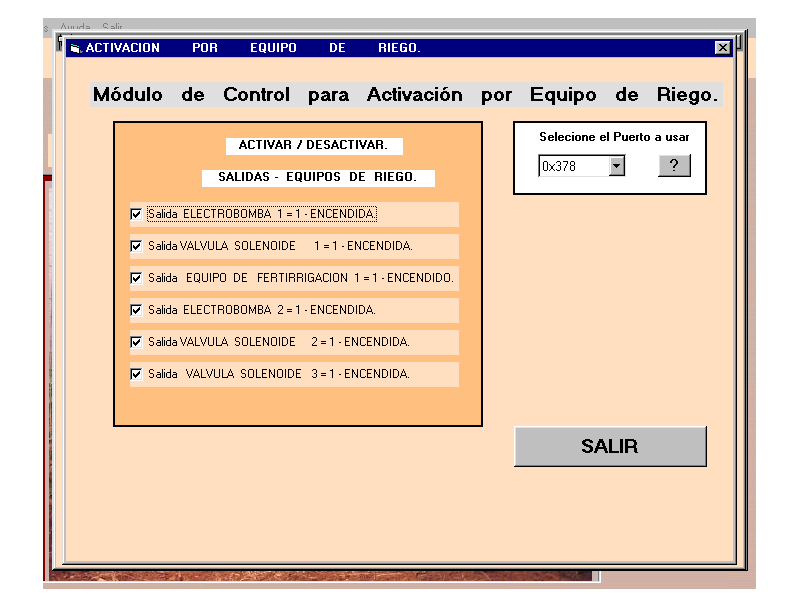 Ayuda Salir
ACTIVACION POR EQUIPO DE RIEGO.
Módulo de Control para Activación por Equipo de Riego.
ACTIVAR / DESACTIVAR.
SALIDAS - EQUIPOS DE RIEGO.
Salida ELECTROBOMBA 1 = 1 - ENCENDIDA.
Salida VALVULA SOLENOIDE 1 = 1 - ENCENDIDA.
Salida EQUIPO DE FERTIRRIGACION 1 = 1 - ENCENDIDO.
Salida ELECTROBOMBA 2 = 1 - ENCENDIDA.
Salida VALVULA SOLENOIDE 2 = 1 - ENCENDIDA.
Salida VALVULA SOLENOIDE 3 = 1 - ENCENDIDA.
Selecione el Puerto a usar
0x378
?
SALIR